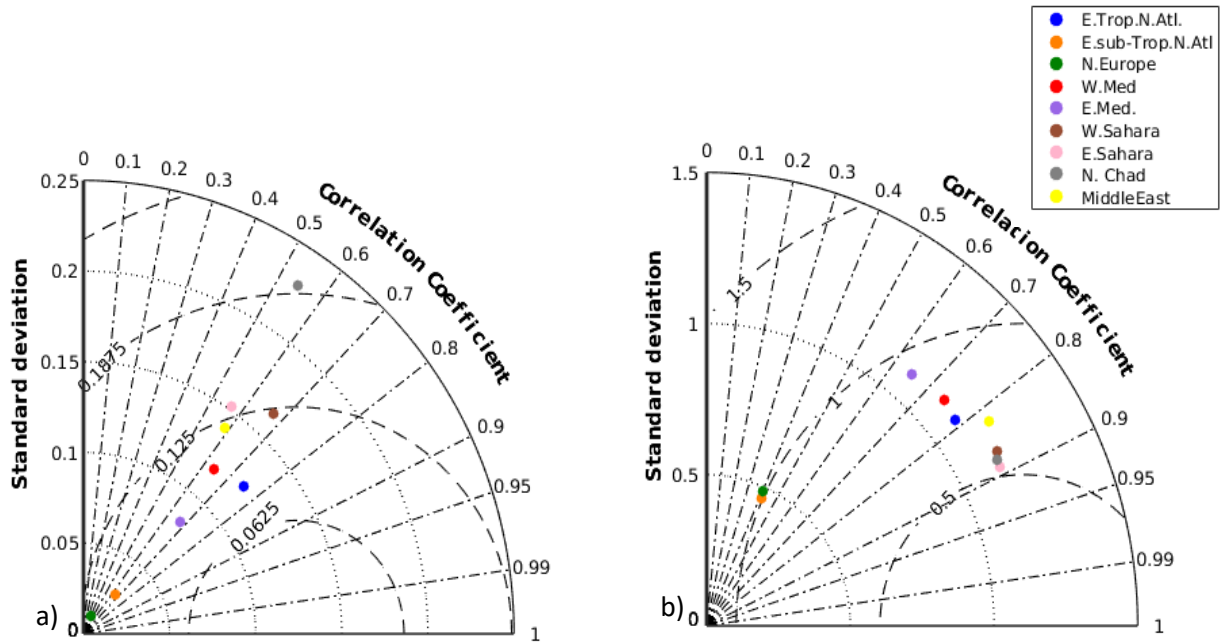 E.Trop.N.Atl.
E.sub-Trop.N.Atl
N.Europe
W.Med
E.Med.
W.Sahara
E.Sahara
N. Chad
MiddleEast
a)
Standard deviation
0.25
0.2
0.15
0.1
0.05
0
0
0.1
0.2
0.3
0.4
0.5
0.6
0.7
0.8
0.9
0.95
0.99
1
Correlation Coefficient
0.1875
0.125
0.0625
b)
Standard deviation
1.5
1
0.5
0
0
0.1
0.2
0.3
0.4
0.5
0.6
0.7
0.8
0.9
0.95
0.99
1
Correlacion Coefficient
1.5
1
0.5